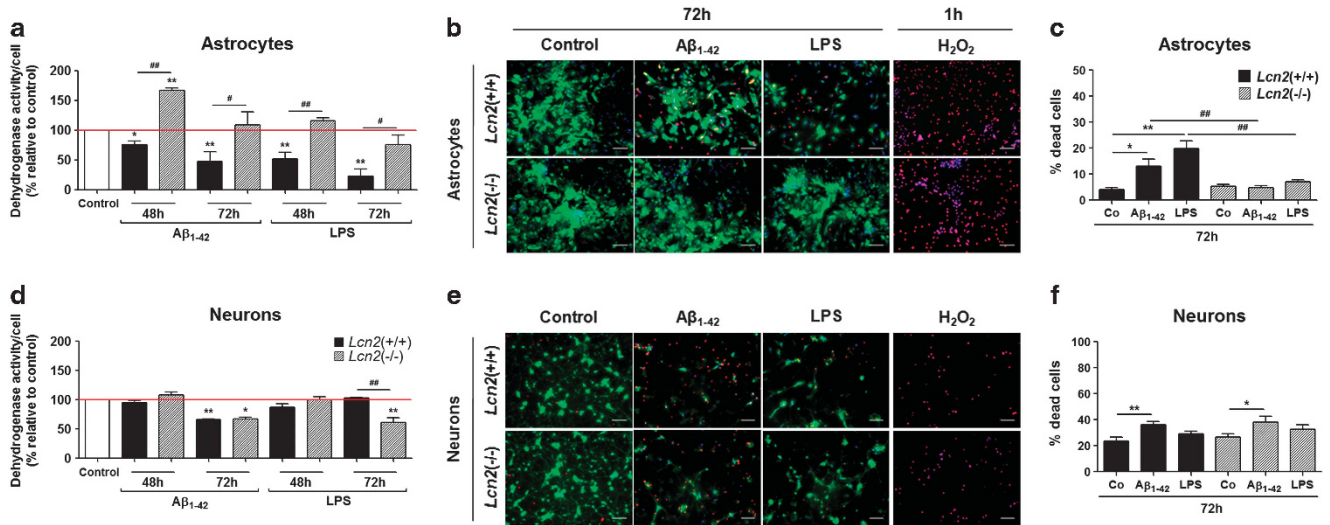 a
Astrocytes
Dehydrogenase activity/cell
(% relative to control)
200
150
100
50
0
## ** # ## #
* ** ** **
Control
48h 72h 48h 72h
Aβ1-42 LPS
b
72h 1h
Control Aβ1-42 LPS H2O2
Astrocytes
Lcn2(+/+)
Lcn2(-/-)
c
Astrocytes
Lcn2(+/+)
Lcn2(-/-)
% dead cells
50
40
30
20
10
0
##
** ##
*
Co Aβ1-42 LPS Co Aβ1-42 LPS
72h
d
Neurons
Lcn2(+/+)
Lcn2(-/-)
Dehydrogenase activity/cell
(% relative to control)
200
150
100
50
0
##
** * **
Control
48h 72h 48h 72h
Aβ1-42 LPS
e
Control Aβ1-42 LPS H2O2
Neurons
Lcn2(+/+)
Lcn2(-/-)
f
Neurons
% dead cells
100
80
60
40
20
0
** *
Co Aβ1-42 LPS Co Aβ1-42 LPS
72h